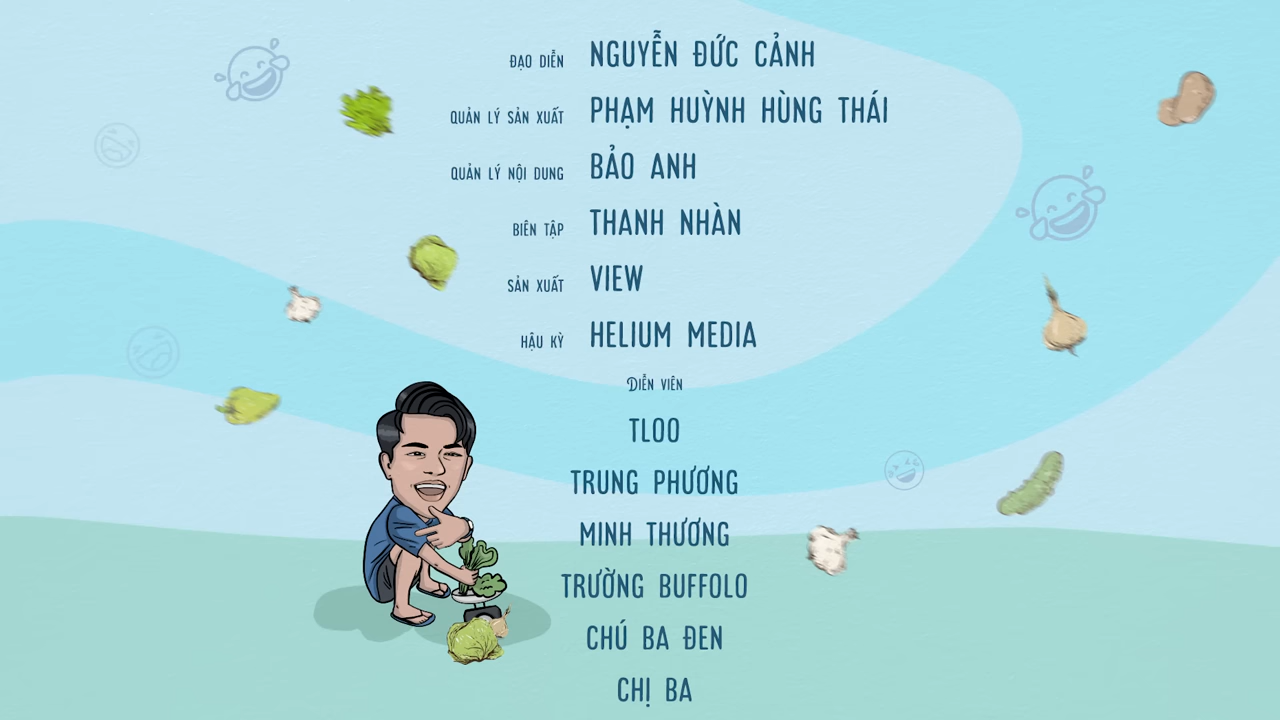 ĐẠO DIỄN NGUYỄN ĐỨC CẢNH
QUẢN LÝ SẢN XUẤT PHẠM HUỲNH HÙNG THÁI
QUẢN LÝ NỘI DUNG BẢO ANH
BIÊN TẬP THANH NHÀN
SẢN XUẤT VIEW
HẬU KỲ HELIUM MEDIA
DIỄN VIÊN
TLOO
TRUNG PHƯƠNG
MINH THƯƠNG
TRƯỜNG BUFFOLO
CHÚ BA ĐEN
CHỊ BA